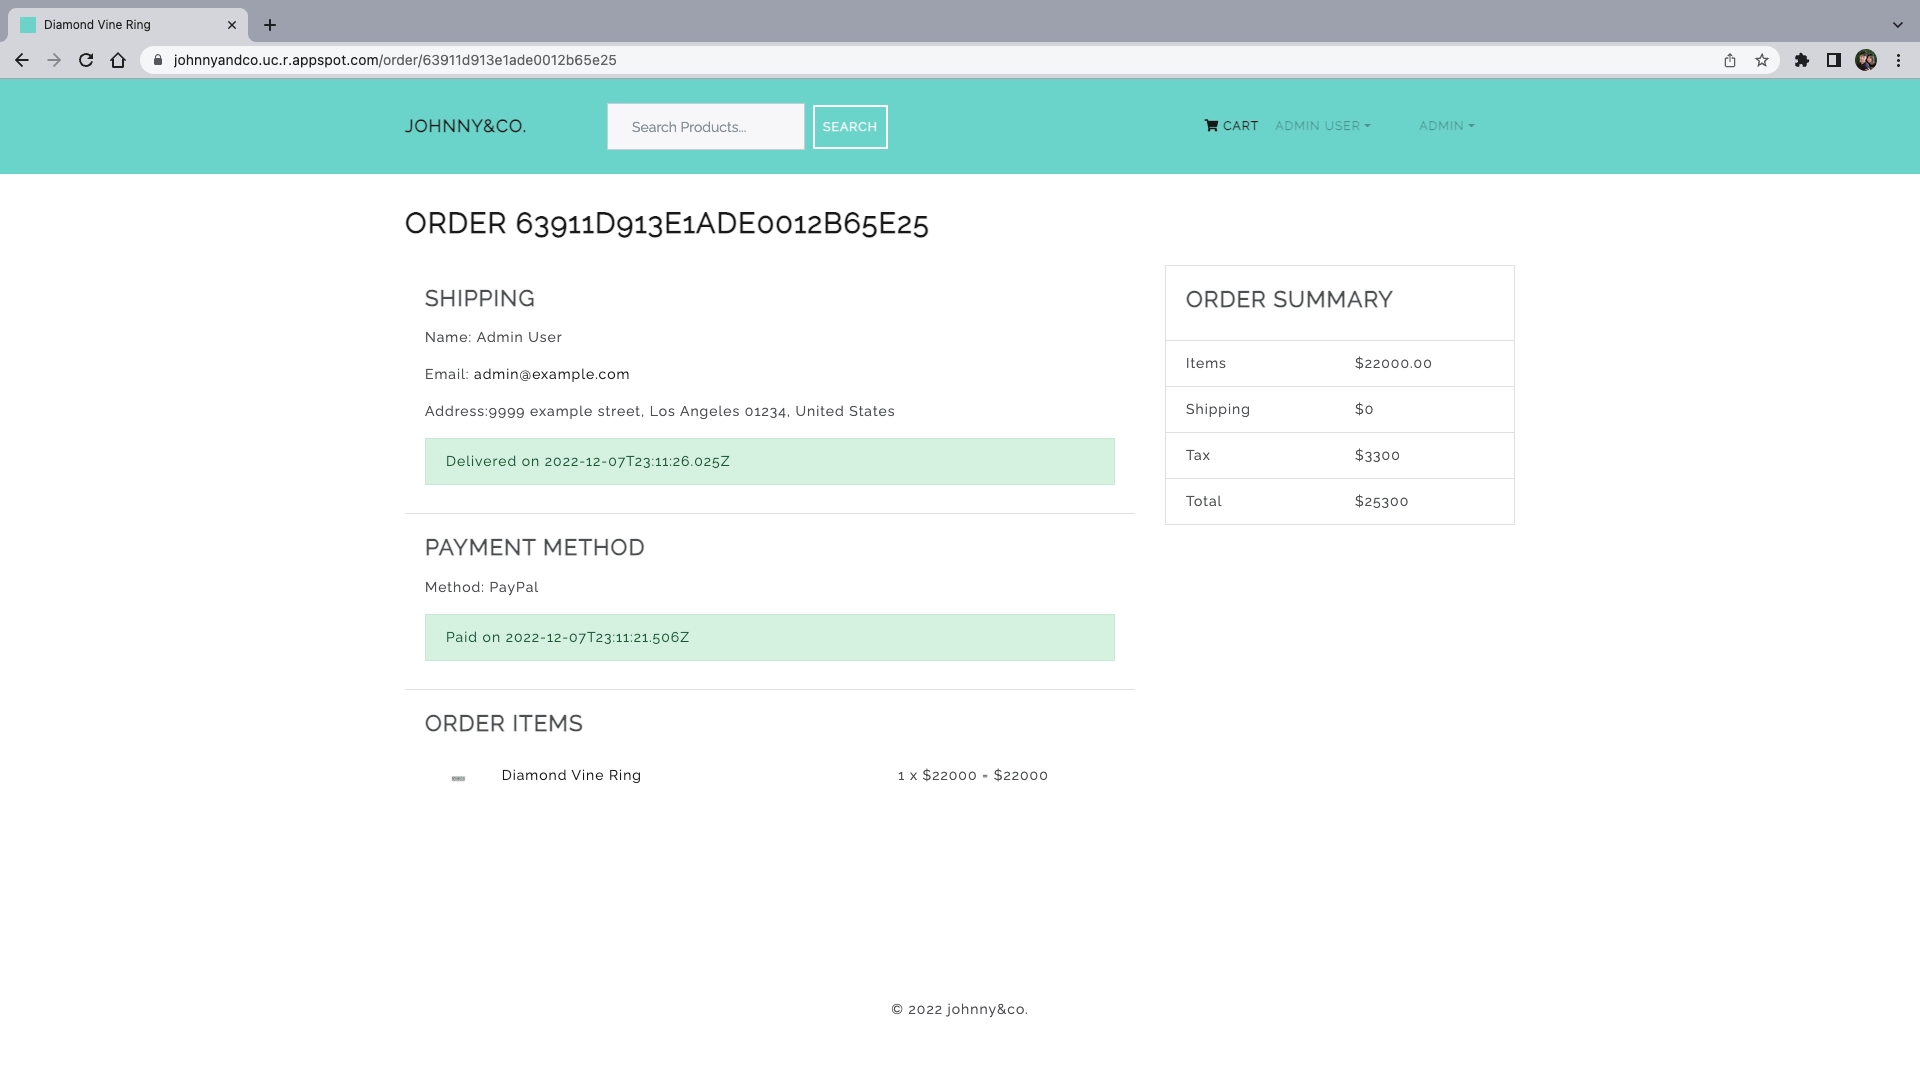 Diamond Vine Ring
johnnyandco.uc.r.appspot.com/order/63911d913e1ade0012b65e25
JOHNNY&CO.
Search Products...
SEARCH
CART
ADMIN USER
ADMIN
ORDER 63911D913E1ADE0012B65E25
SHIPPING
Name: Admin User
Email: admin@example.com
Address:9999 example street, Los Angeles 01234, United States
Delivered on 2022-12-07T23:11:26.025Z
PAYMENT METHOD
Method: PayPal
Paid on 2022-12-07T23:11:21.506Z
ORDER ITEMS
Diamond Vine Ring
1 x $22000 = $22000
ORDER SUMMARY
Items $22000.00
Shipping $0
Tax $3300
Total $25300
© 2022 johnny&co.